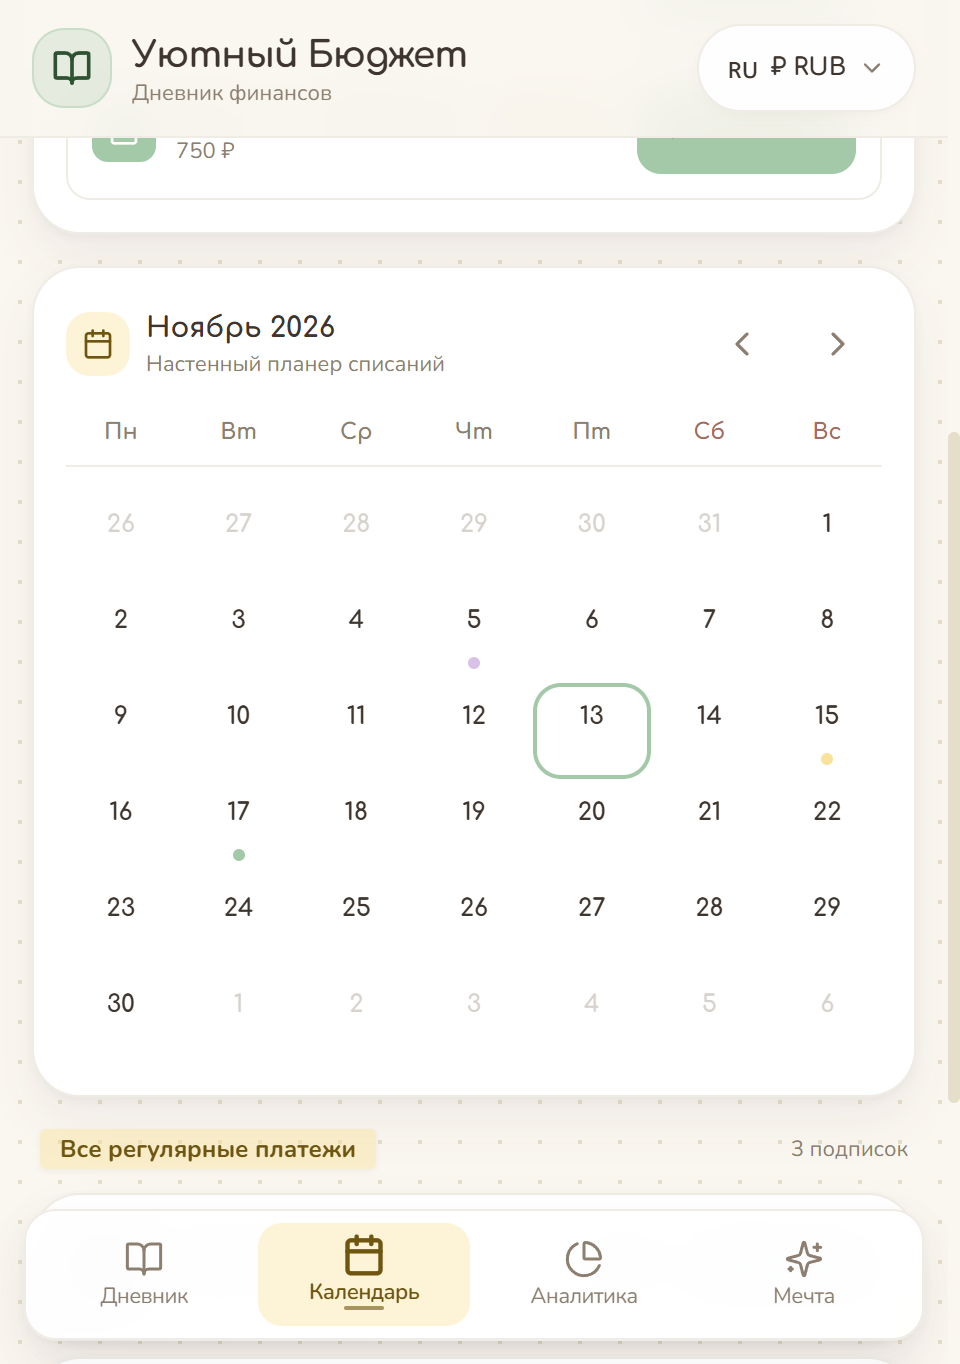 Уютный Бюджет
Дневник финансов
RU ₽ RUB
750 ₽
Ноябрь 2026
Настенный планер списаний
Пн Вт Ср Чт Пт Сб Вс
26 27 28 29 30 31 1
2 3 4 5 6 7 8
9 10 11 12 13 14 15
16 17 18 19 20 21 22
23 24 25 26 27 28 29
30 1 2 3 4 5 6
Все регулярные платежи
3 подписок
Дневник Календарь Аналитика Мечта